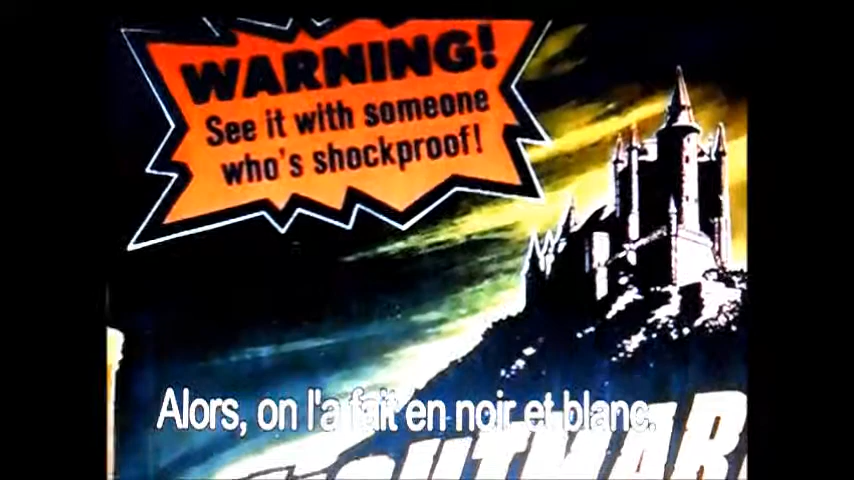 WARNING!
See it with someone
who's shockproof!
Alors, on l'a fait en noir et blanc.